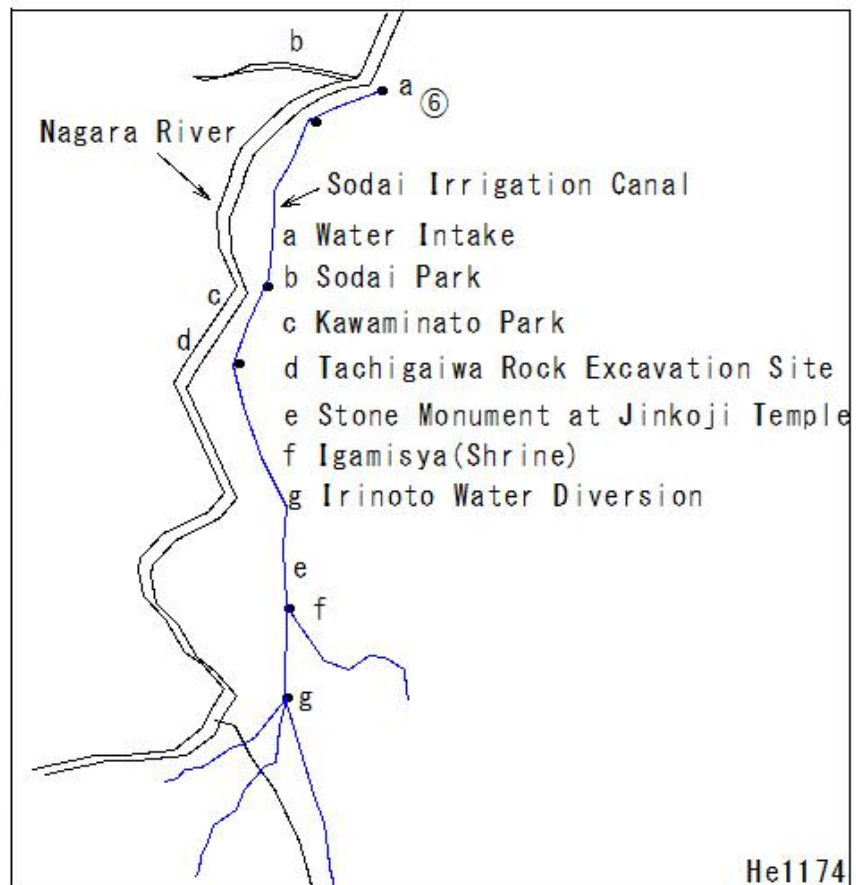 b
a
⑥
Nagara River
Sodai Irrigation Canal
a Water Intake
b Sodai Park
c
c Kawaminato Park
d
d Tachigaiwa Rock Excavation Site
e Stone Monument at Jinkoji Temple
f Igamisya(Shrine)
g Irinoto Water Diversion
e
f
g
He1174